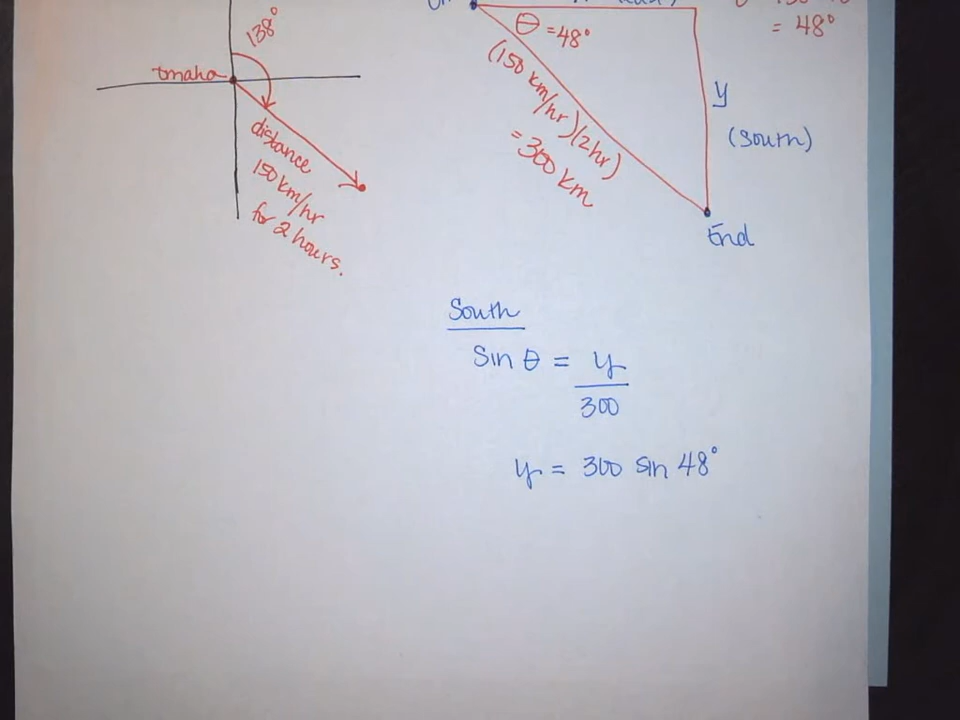 138°
Omaha
distance
150 km/hr
for 2 hours.
θ = 48°
(150 km/hr)(2hr)
= 300 km
y
(south)
End
= 48°
South
Sin θ = y
300
y = 300 sin 48°